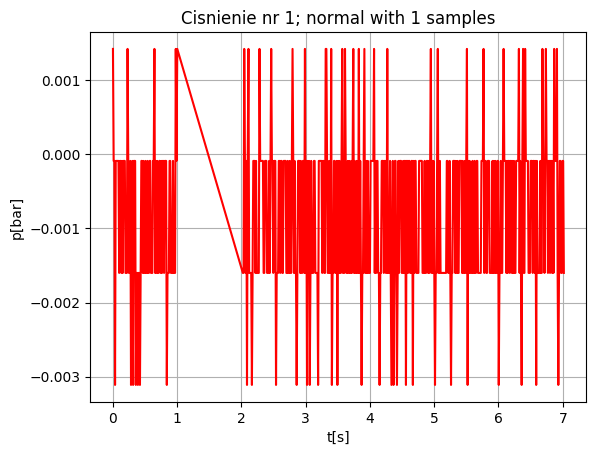 Cisnienie nr 1; normal with 1 samples
p[bar]
0.001
0.000
−0.001
−0.002
−0.003
0 1 2 3 4 5 6 7
t[s]